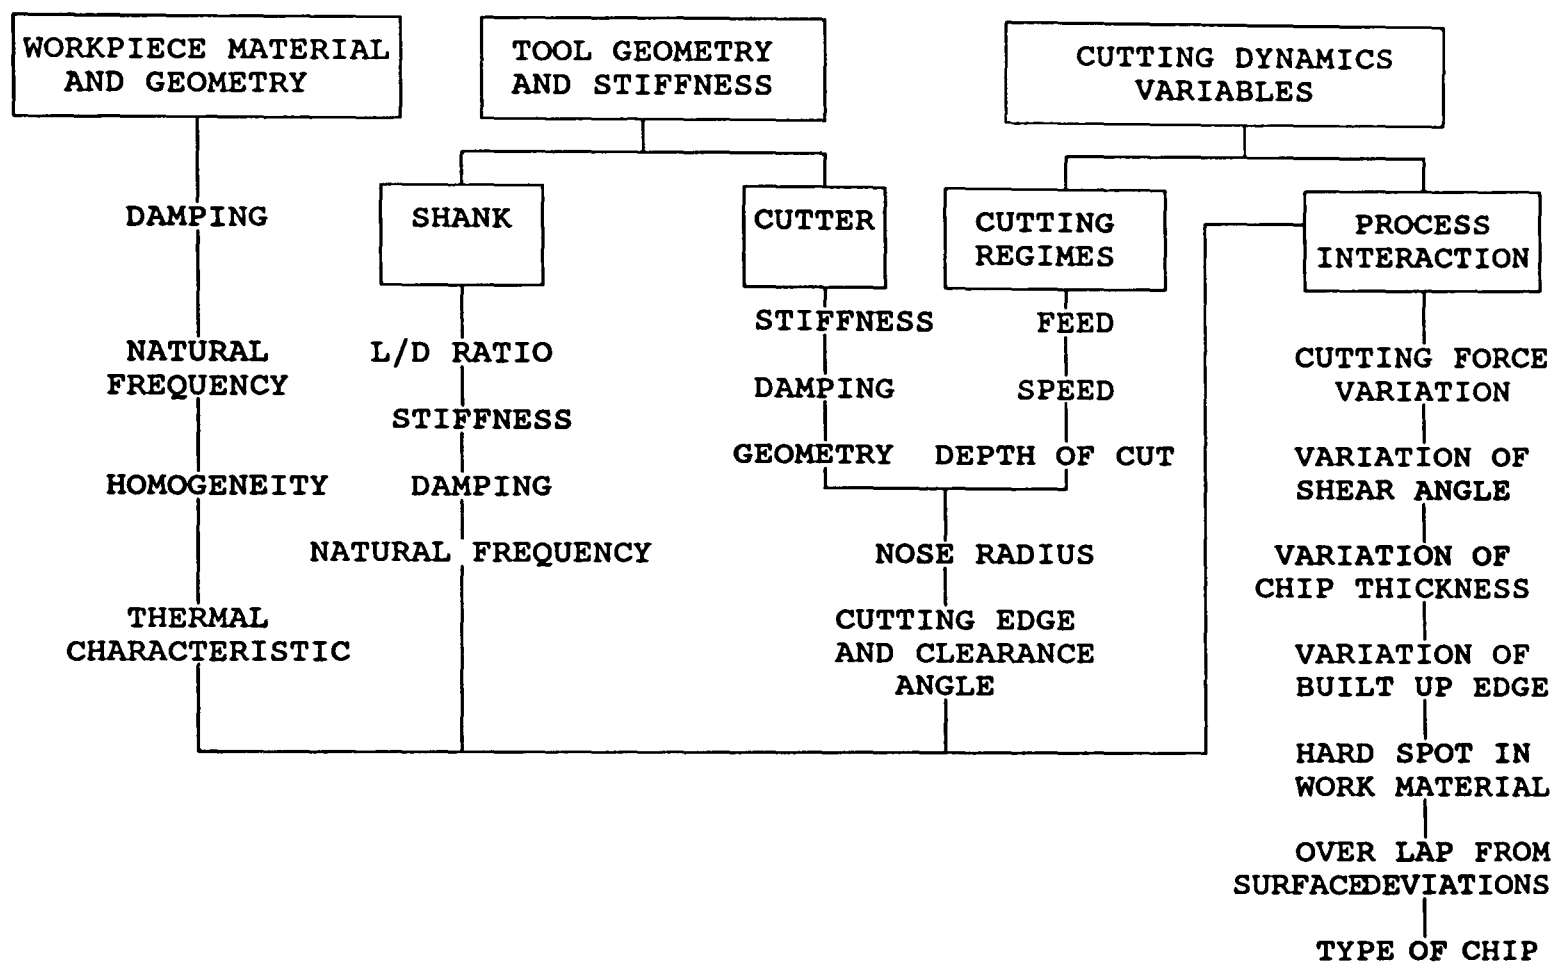 WORKPIECE MATERIAL
AND GEOMETRY
TOOL GEOMETRY
AND STIFFNESS
CUTTING DYNAMICS
VARIABLES
DAMPING
NATURAL
FREQUENCY
HOMOGENEITY
THERMAL
CHARACTERISTIC
SHANK
L/D RATIO
STIFFNESS
DAMPING
NATURAL FREQUENCY
CUTTER
STIFFNESS
DAMPING
GEOMETRY
CUTTING
REGIMES
FEED
SPEED
DEPTH OF CUT
NOSE RADIUS
CUTTING EDGE
AND CLEARANCE
ANGLE
PROCESS
INTERACTION
CUTTING FORCE
VARIATION
VARIATION OF
SHEAR ANGLE
VARIATION OF
CHIP THICKNESS
VARIATION OF
BUILT UP EDGE
HARD SPOT IN
WORK MATERIAL
OVER LAP FROM
SURFACEDEVIATIONS
TYPE OF CHIP